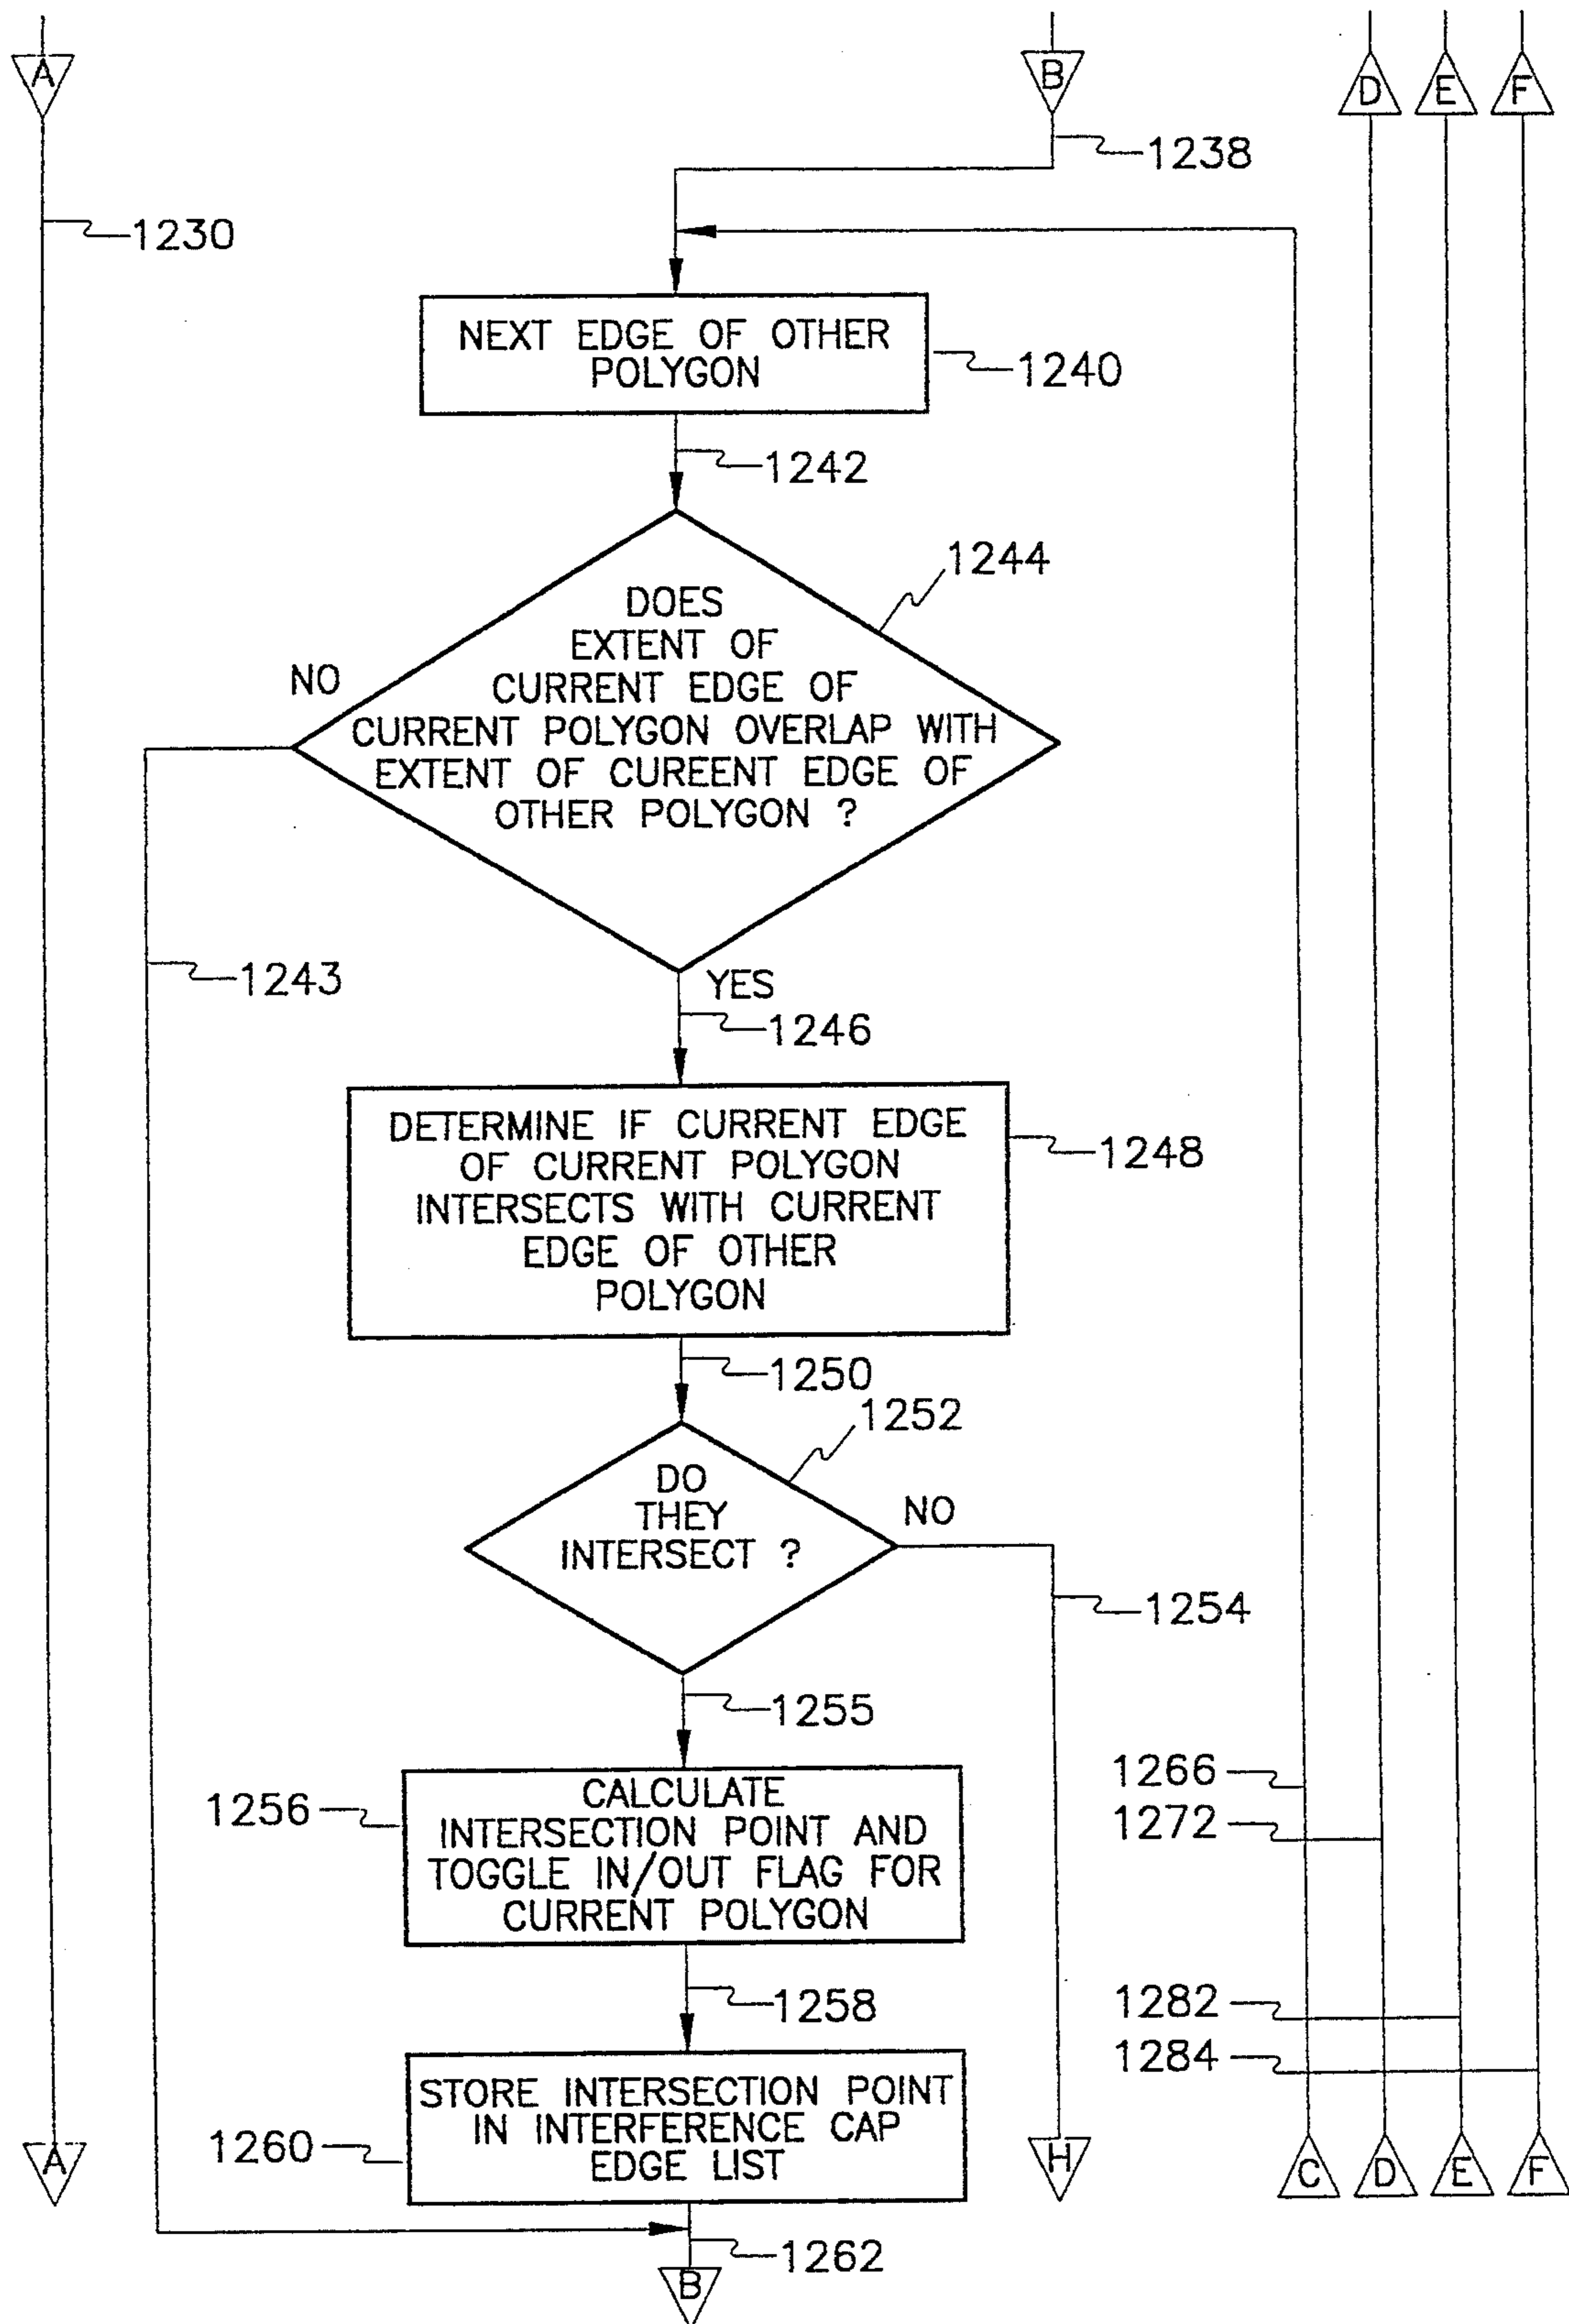 A
B
D
E
F
1238
1230
NEXT EDGE OF OTHER
POLYGON
1240
1242
1244
DOES
EXTENT OF
CURRENT EDGE OF
CURRENT POLYGON OVERLAP WITH
EXTENT OF CUREENT EDGE OF
OTHER POLYGON ?
NO
1243
YES
1246
DETERMINE IF CURRENT EDGE
OF CURRENT POLYGON
INTERSECTS WITH CURRENT
EDGE OF OTHER
POLYGON
1248
1250
1252
DO
THEY
INTERSECT ?
NO
1254
1255
1256
CALCULATE
INTERSECTION POINT AND
TOGGLE IN/OUT FLAG FOR
CURRENT POLYGON
1266
1272
1258
1282
1284
STORE INTERSECTION POINT
IN INTERFERENCE CAP
EDGE LIST
1260
A
H
C
D
E
F
1262
B